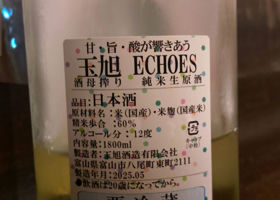 甘・旨・酸が響きあう
玉旭 ECHOES
酒母搾り 純米生原酒
品目:日本酒
原材料名:米(国産)・米麹(国産米)
精米歩合:60%
アルコール分:12度
内容量:1800ml
製造者:玉旭酒造有限会社
富山県富山市八尾町東町2111
製造年月:2025.05
●飲酒は20歳になってから。